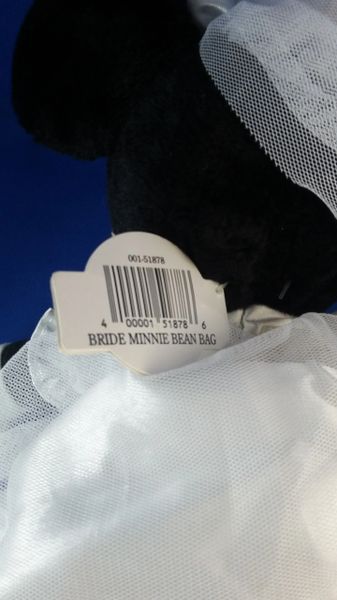 001-51878
4 00001 51878 6
BRIDE MINNIE BEAN BAG